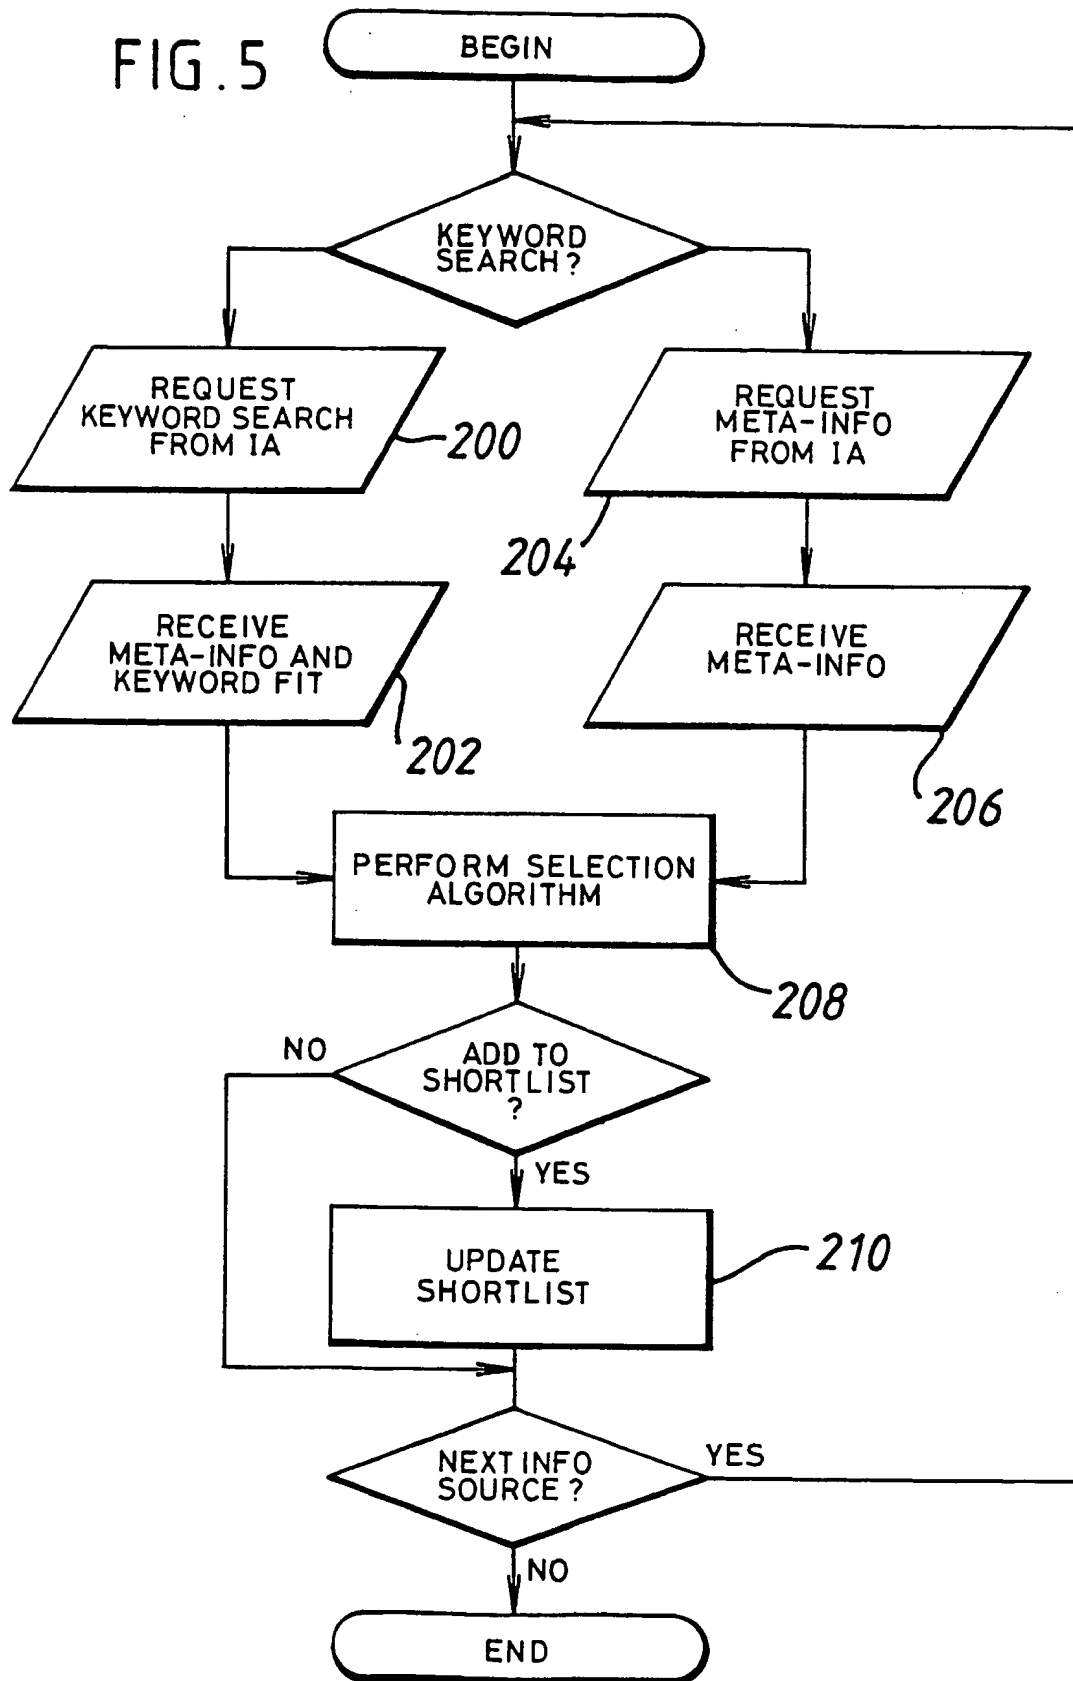 FIG. 5
BEGIN
KEYWORD
SEARCH?
REQUEST
KEYWORD SEARCH
FROM IA
200
REQUEST
META-INFO
FROM IA
204
RECEIVE
META-INFO AND
KEYWORD FIT
202
RECEIVE
META-INFO
206
PERFORM SELECTION
ALGORITHM
208
NO
ADD TO
SHORTLIST
?
YES
UPDATE
SHORTLIST
210
NEXT INFO
SOURCE?
YES
NO
END